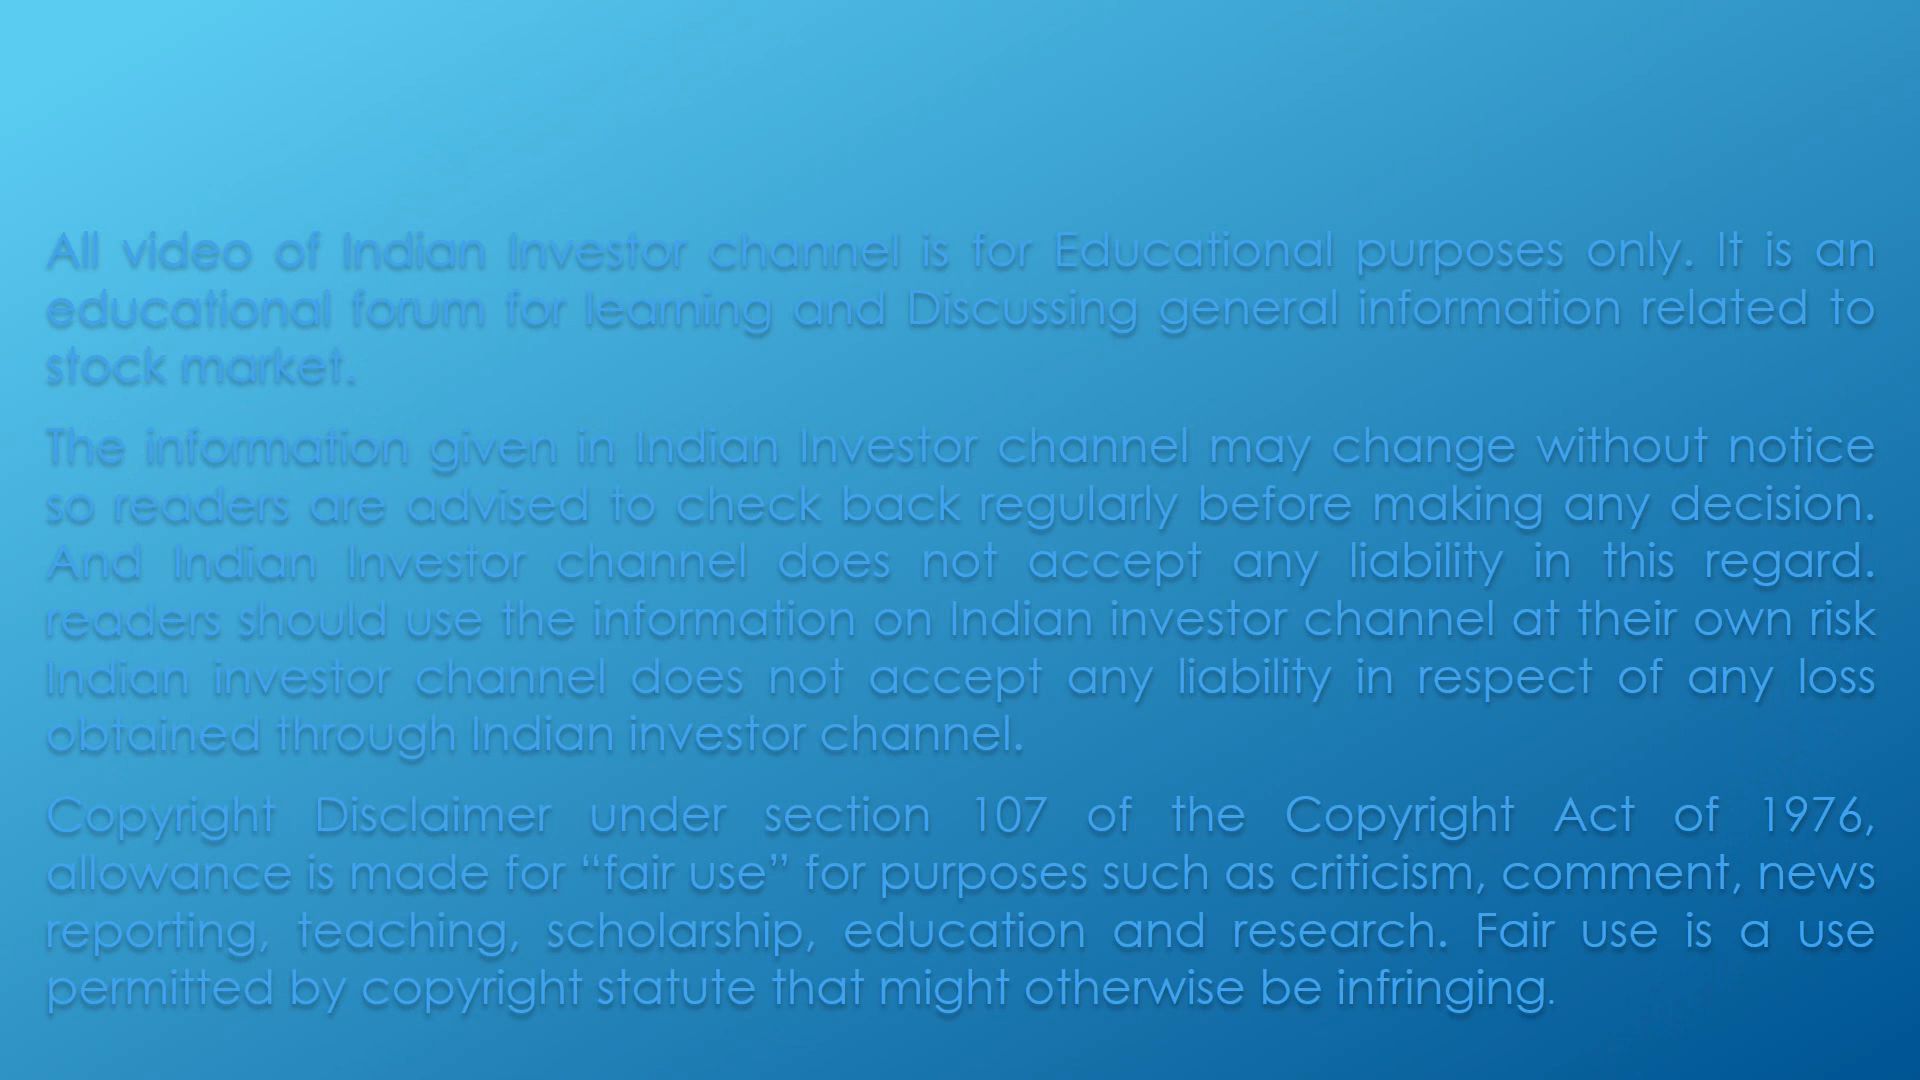 All video of Indian Investor channel is for Educational purposes only. It is an
educational forum for learning and Discussing general information related to
stock market.
The information given in Indian Investor channel may change without notice
so readers are advised to check back regularly before making any decision.
And Indian Investor channel does not accept any liability in this regard.
readers should use the information on Indian investor channel at their own risk
Indian investor channel does not accept any liability in respect of any loss
obtained through Indian investor channel.
Copyright Disclaimer under section 107 of the Copyright Act of 1976,
allowance is made for “fair use” for purposes such as criticism, comment, news
reporting, teaching, scholarship, education and research. Fair use is a use
permitted by copyright statute that might otherwise be infringing.